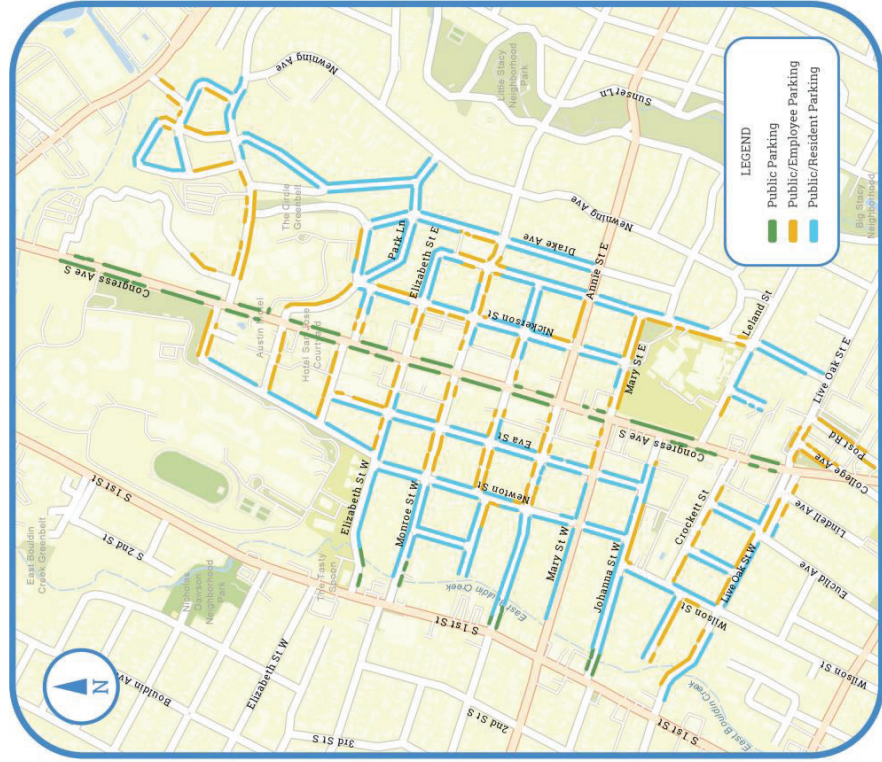 Newning Ave
Little Stacy
Neighborhood
Park
Sunset Ln
Congress Ave S
The Circle
Greenbelt
Austin Motel
Hotel San Jose
Courtyard
Park Ln
Elizabeth St E
Drake Ave
Newning Ave
Annie St E
Nickerson St
Mary St E
Leland St
Live Oak St E
Big Stacy
Neighborhood
LEGEND
Public Parking
Public/Employee Parking
Public/Resident Parking
East Bouldin
Creek Greenbelt
S 1st St
S 2nd St
Nicholas
Dawson
Neighborhood
Park
The Tasty
Spoon
Elizabeth St W
Monroe St W
Eva St
Newton St
Congress Ave S
Post Rd
College Ave
Lindell Ave
Euclid Ave
Crockett St
Mary St W
Johanna St W
Live Oak St W
Wilson St
Wilson St
East Bouldin Creek
S 1st St
East Bouldin Creek
S 1st St
Bouldin Ave
Elizabeth St W
3rd St S
2nd St S
N